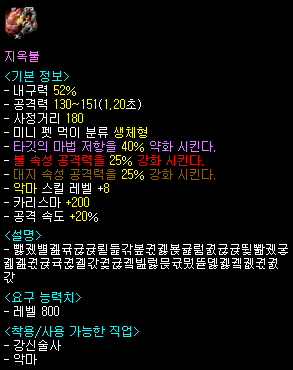 지옥불
<기본 정보>
- 내구력 52%
- 공격력 130~151(1,20초)
- 사정거리 180
- 미니 펫 먹이 분류 생체형
- 타깃의 마법 저항을 40% 약화 시킨다.
- 불 속성 공격력을 25% 강화 시킨다.
- 대지 속성 공격력을 25% 강화 시킨다.
- 악마 스킬 레벨 +8
- 카리스마 +200
- 공격 속도 +20%
<설명>
<요구 능력치>
- 레벨 800
<착용/사용 가능한 직업>
- 강신술사
- 악마